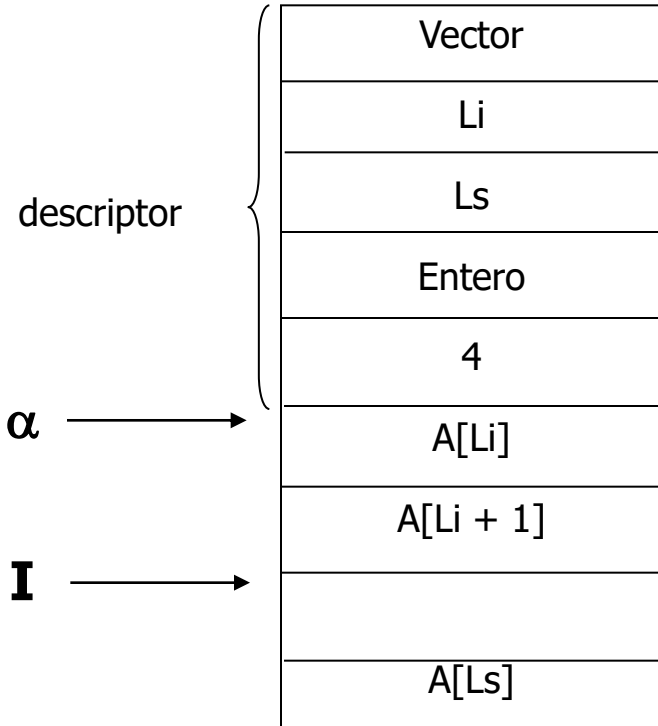 Vector
Li
Ls
descriptor
Entero
4
α
A[Li]
A[Li + 1]
I
A[Ls]